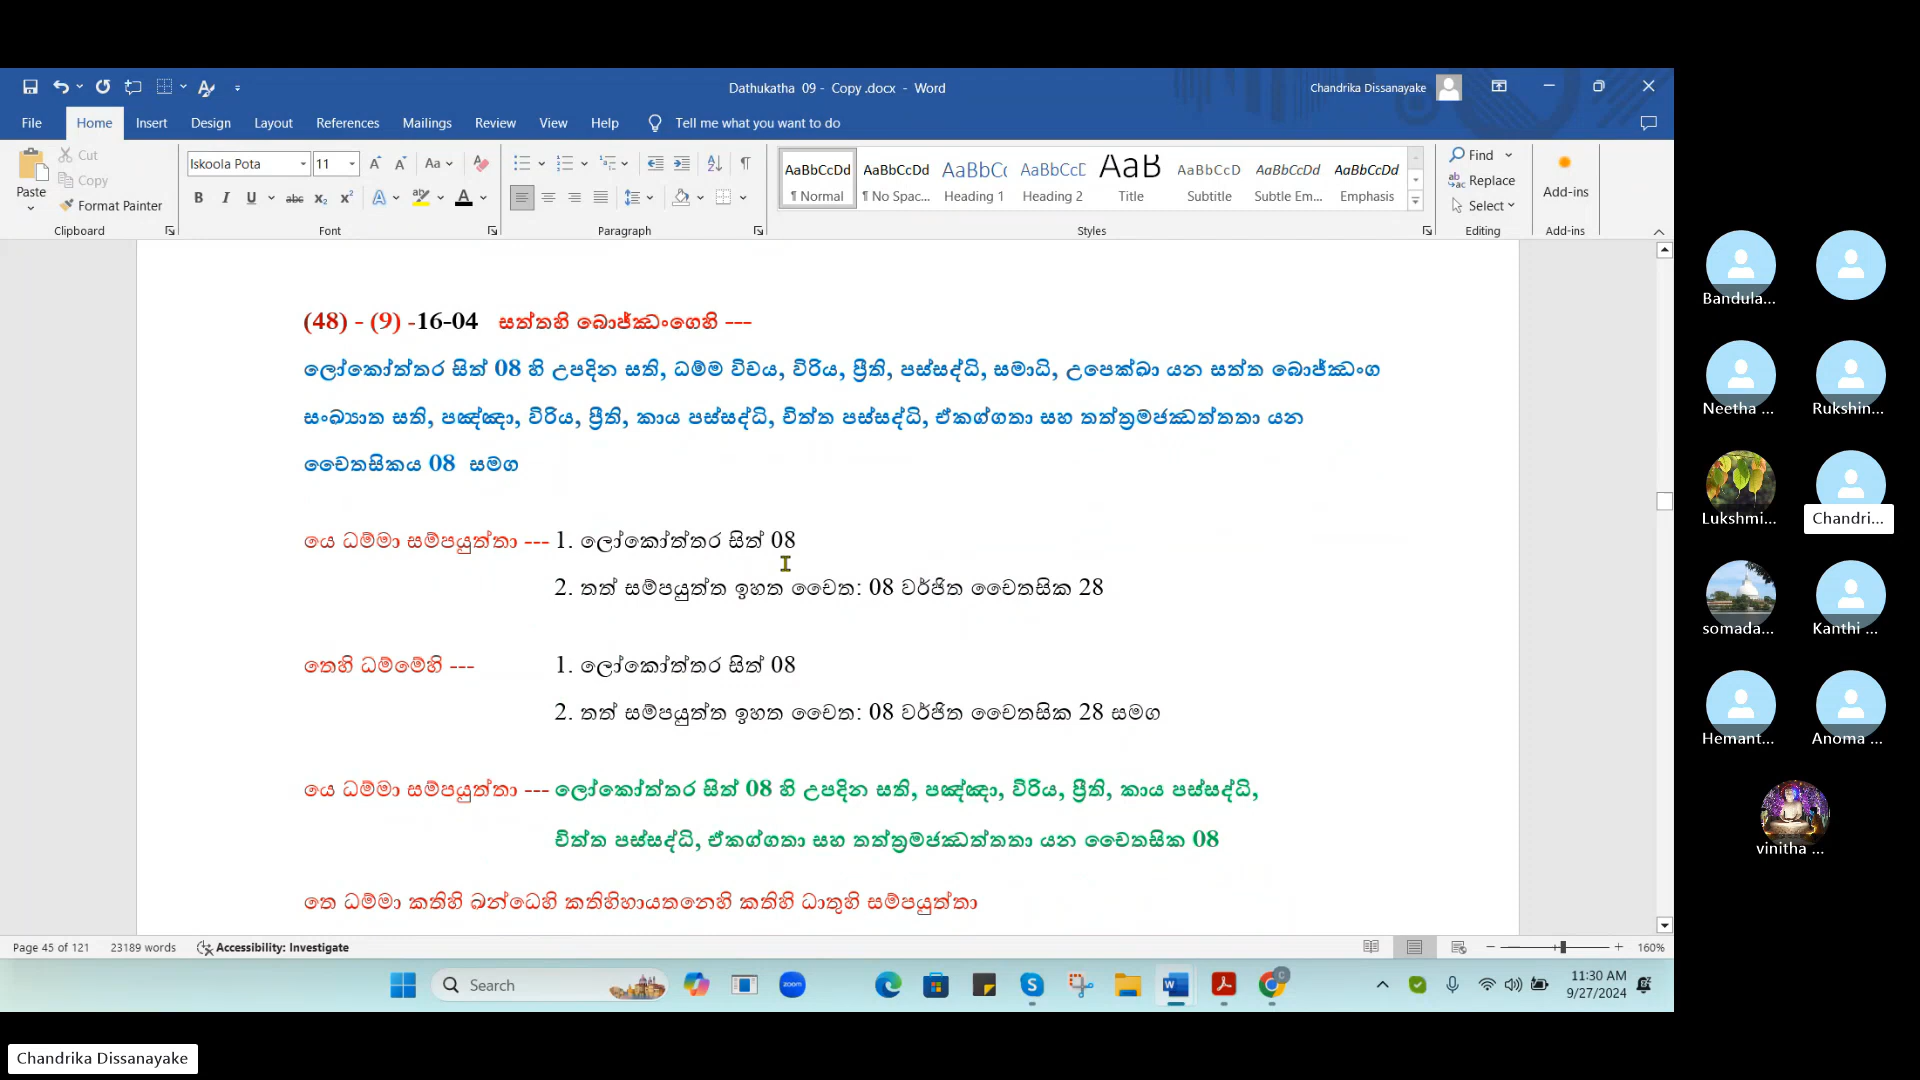 Dathukatha 09 - Copy .docx - Word
Chandrika Dissanayake
File Home Insert Design Layout References Mailings Review View Help Tell me what you want to do
Paste
Cut
Copy
Format Painter
Clipboard
Iskoola Pota 11
Font
Paragraph
AaBbCcDd AaBbCcDd AaBbCc AaBbCcD AaB AaBbCcD AaBbCcDd AaBbCcDd
¶ Normal ¶ No Spac... Heading 1 Heading 2 Title Subtitle Subtle Em... Emphasis
Styles
Find
Replace
Select
Editing
Add-ins
Add-ins
(48) - (9) -16-04 සත්තහි බොජ්ඣංගෙහි ---
ලෝකෝත්තර සිත් 08 හි උපදින සති, ධම්ම විචය, විරිය, ප්‍රීති, පස්සද්ධි, සමාධි, උපෙක්ඛා යන සත්ත බොජ්ඣංග
සංඛ්‍යාත සති, පඤ්ඤා, විරිය, ප්‍රීති, කාය පස්සද්ධි, චිත්ත පස්සද්ධි, ඒකග්ගතා සහ තත්ත්‍රමජ්ඣත්තතා යන
චෛතසිකය 08 සමග
යෙ ධම්මා සම්පයුත්තා --- 1. ලෝකෝත්තර සිත් 08
2. තත් සම්පයුත්ත ඉහත චෛත: 08 වර්ජිත චෛතසික 28
තෙහි ධම්මේහි --- 1. ලෝකෝත්තර සිත් 08
2. තත් සම්පයුත්ත ඉහත චෛත: 08 වර්ජිත චෛතසික 28 සමග
යෙ ධම්මා සම්පයුත්තා --- ලෝකෝත්තර සිත් 08 හි උපදින සති, පඤ්ඤා, විරිය, ප්‍රීති, කාය පස්සද්ධි,
චිත්ත පස්සද්ධි, ඒකග්ගතා සහ තත්ත්‍රමජ්ඣත්තතා යන චෛතසික 08
තෙ ධම්මා කතිහි ඛන්ධෙහි කතිහිහායතනෙහි කතිහි ධාතුහි සම්පයුත්තා
Page 45 of 121 23189 words Accessibility: Investigate 160%
Search
zoom
11:30 AM
9/27/2024
Bandula...
Neetha ... Rukshin...
Lukshmi... Chandri...
somada... Kanthi ...
Hemant... Anoma ...
vinitha ...
Chandrika Dissanayake